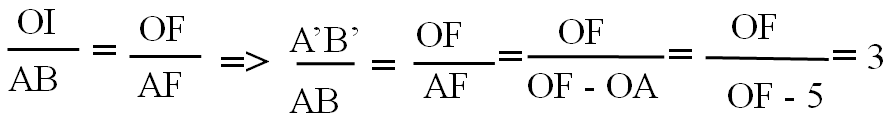 OI/AB = OF/AF => A'B'/AB = OF/AF = OF/(OF - OA) = OF/(OF - 5) = 3